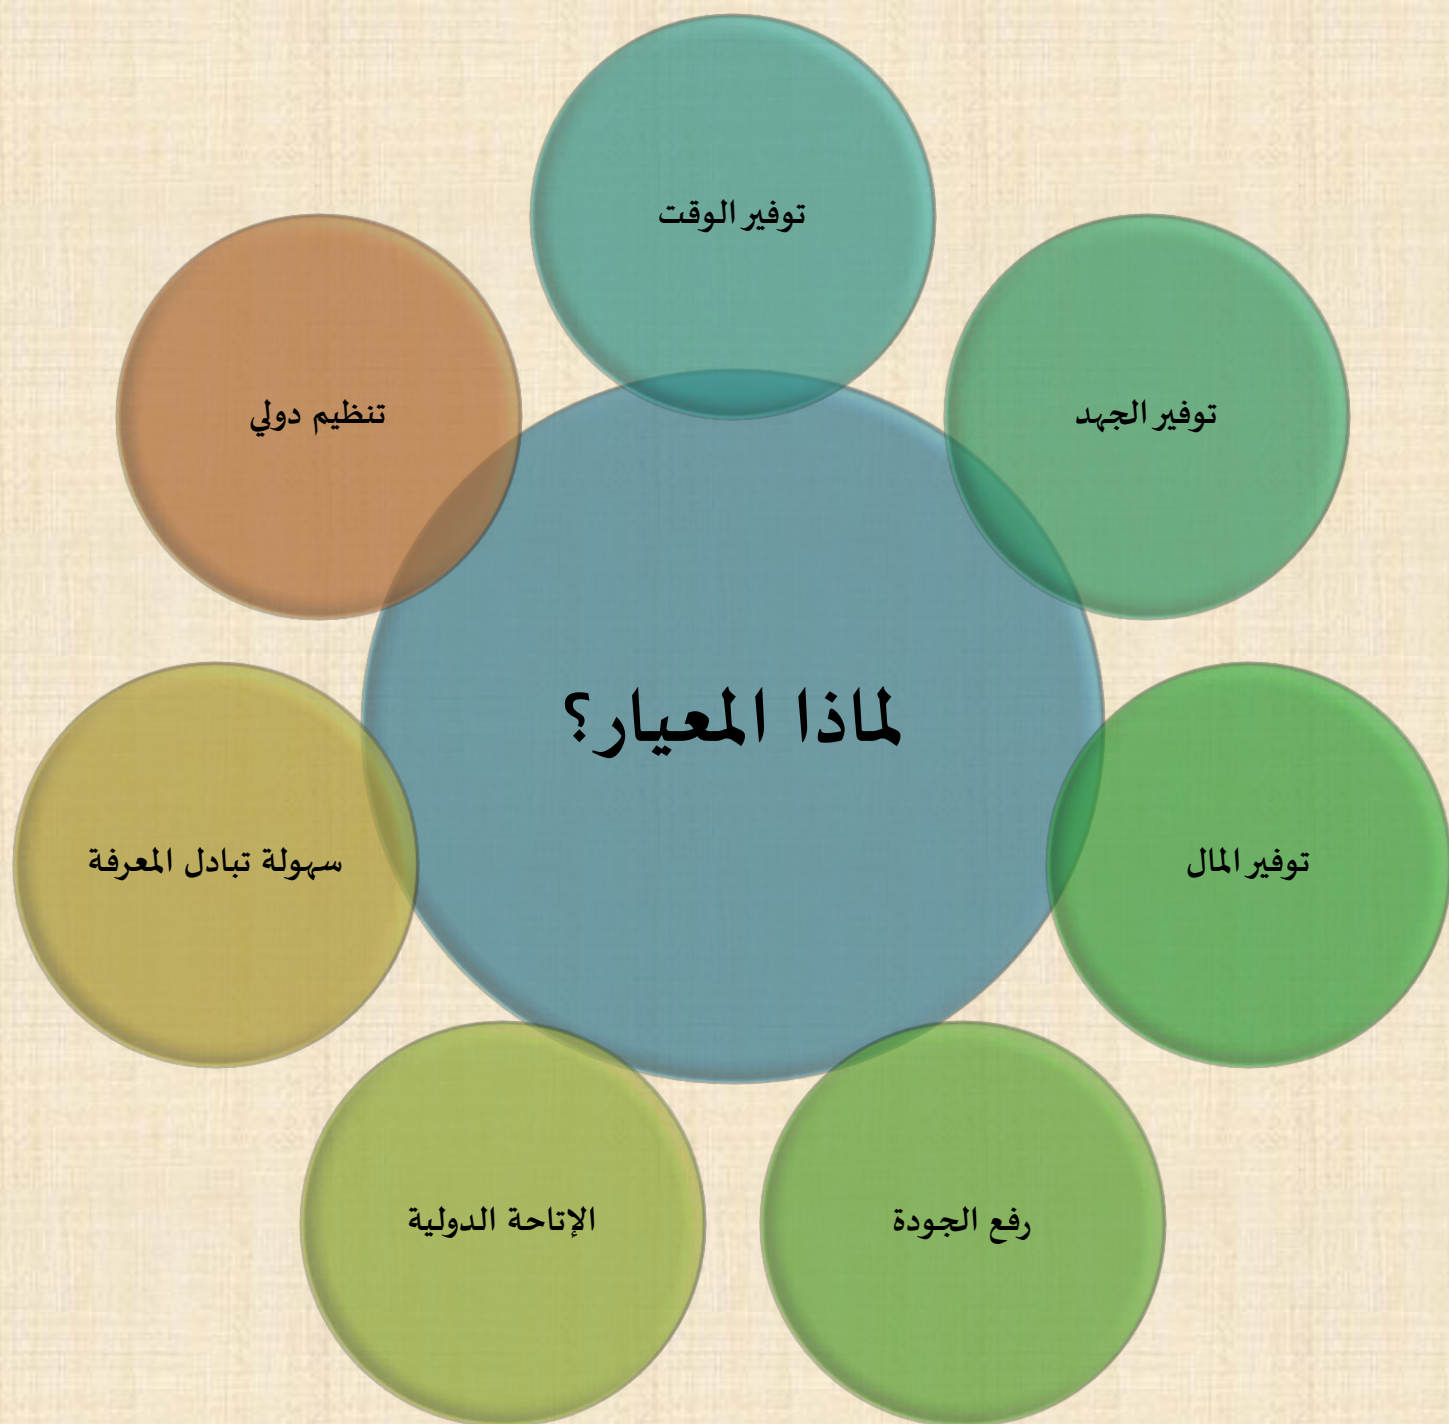 لماذا المعيار؟
توفير الوقت
توفير الجهد
توفير المال
رفع الجودة
الإتاحة الدولية
سهولة تبادل المعرفة
تنظيم دولي